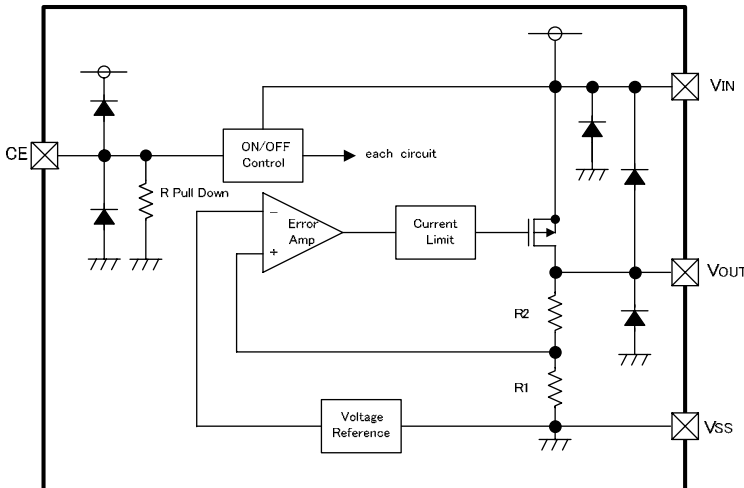 VIN
CE
ON/OFF
Control
each circuit
R Pull Down
−
Error
Amp
+
Current
Limit
VOUT
R2
R1
Voltage
Reference
VSS